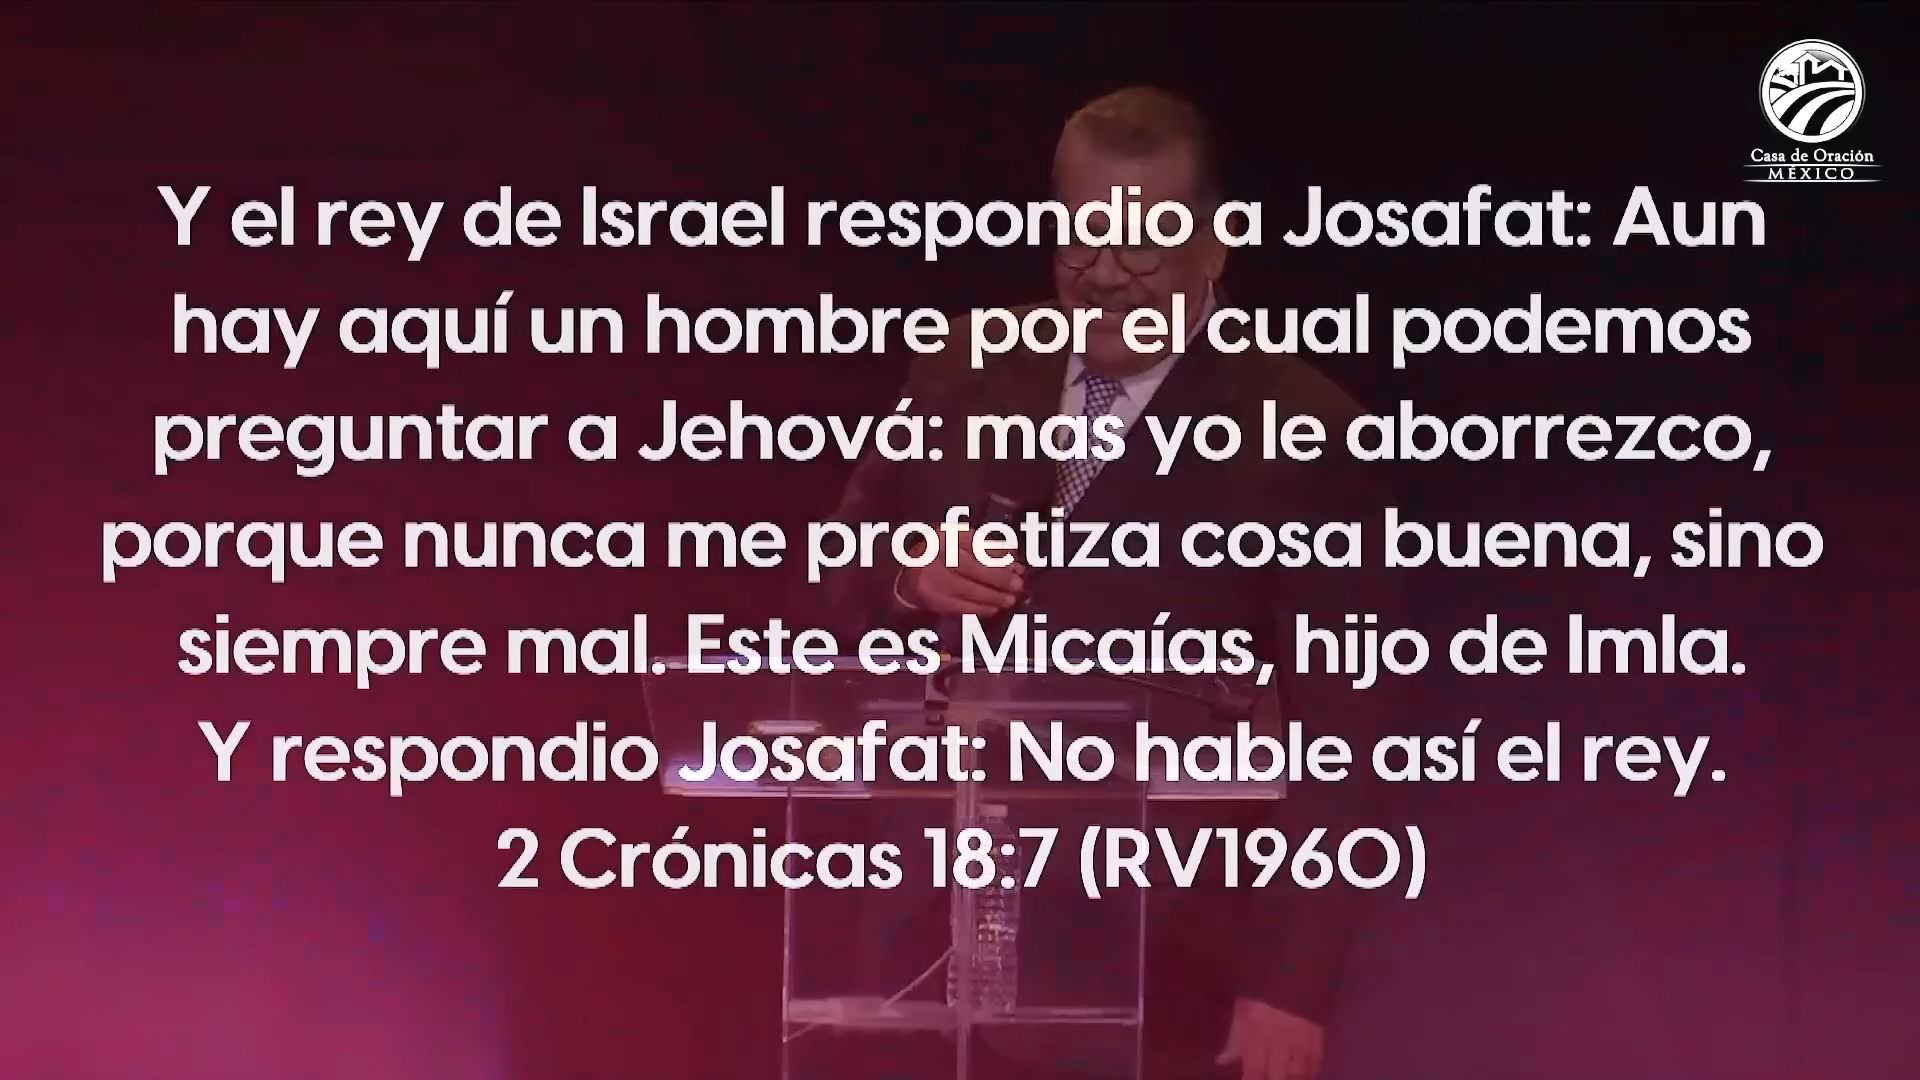 Casa de Oración
MÉXICO
Y el rey de Israel respondio a Josafat: Aun
hay aquí un hombre por el cual podemos
preguntar a Jehová: mas yo le aborrezco,
porque nunca me profetiza cosa buena, sino
siempre mal. Este es Micaías, hijo de Imla.
Y respondio Josafat: No hable así el rey.
2 Crónicas 18:7 (RV1960)